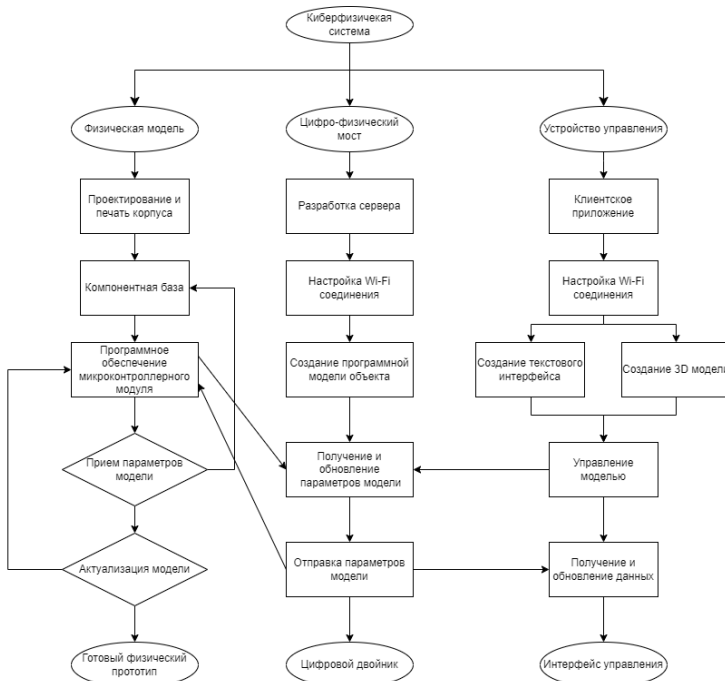 Киберфизичекая
система
Физическая модель
Цифро-физический
мост
Устройство управления
Проектирование и
печать корпуса
Разработка сервера
Клиентское
приложение
Компонентная база
Настройка Wi-Fi
соединения
Настройка Wi-Fi
соединения
Программное
обеспечение
микроконтроллерного
модуля
Создание программной
модели объекта
Создание текстового
интерфейса
Создание 3D модели
Прием параметров
модели
Получение и
обновление
параметров модели
Управление
моделью
Актуализация модели
Отправка параметров
модели
Получение и
обновление данных
Готовый физический
прототип
Цифровой двойник
Интерфейс управления